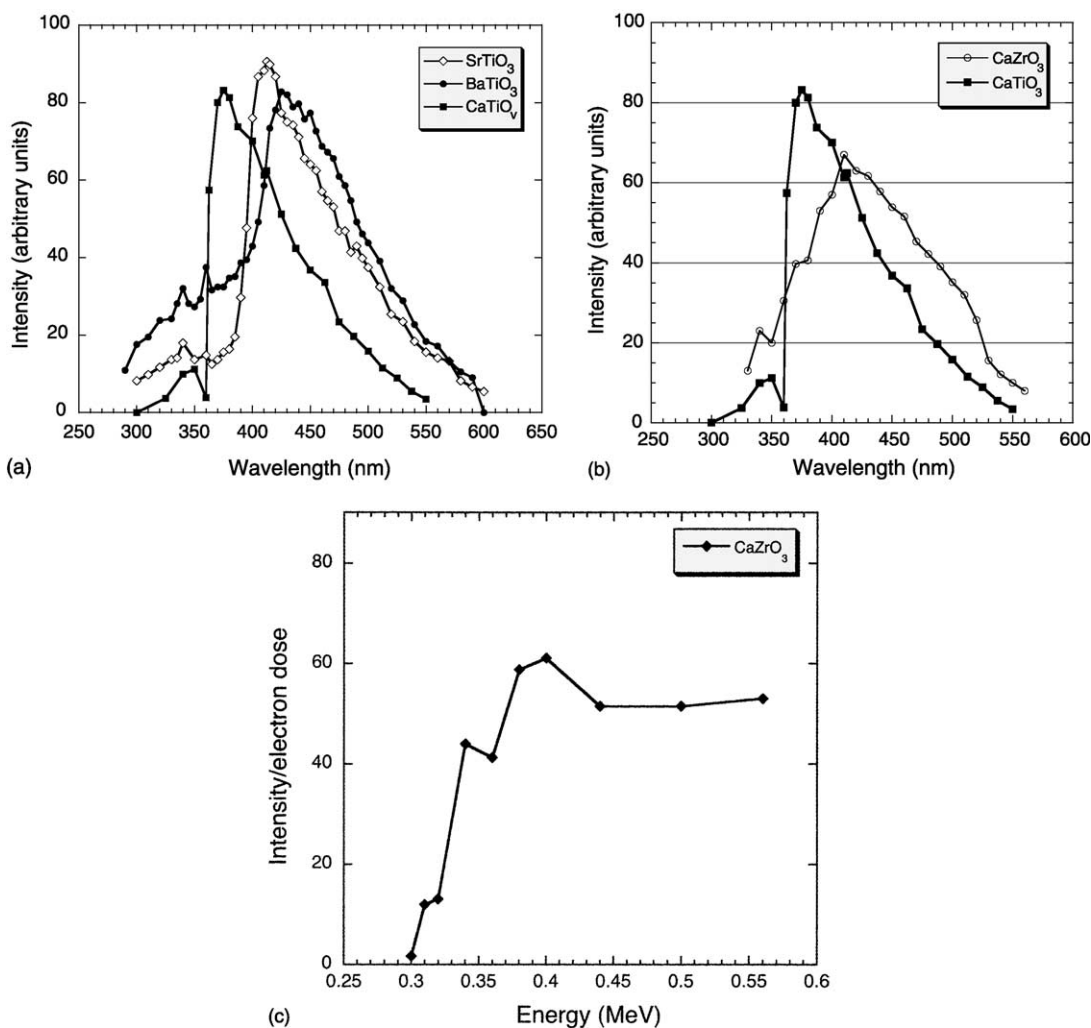 100
80
60
40
20
0
Intensity (arbitrary units)
SrTiO3
BaTiO3
CaTiOv
250 300 350 400 450 500 550 600 650
Wavelength (nm)
(a)
100
80
60
40
20
0
Intensity (arbitrary units)
CaZrO3
CaTiO3
250 300 350 400 450 500 550 600
Wavelength (nm)
(b)
80
60
40
20
0
Intensity/electron dose
CaZrO3
0.25 0.3 0.35 0.4 0.45 0.5 0.55 0.6
Energy (MeV)
(c)